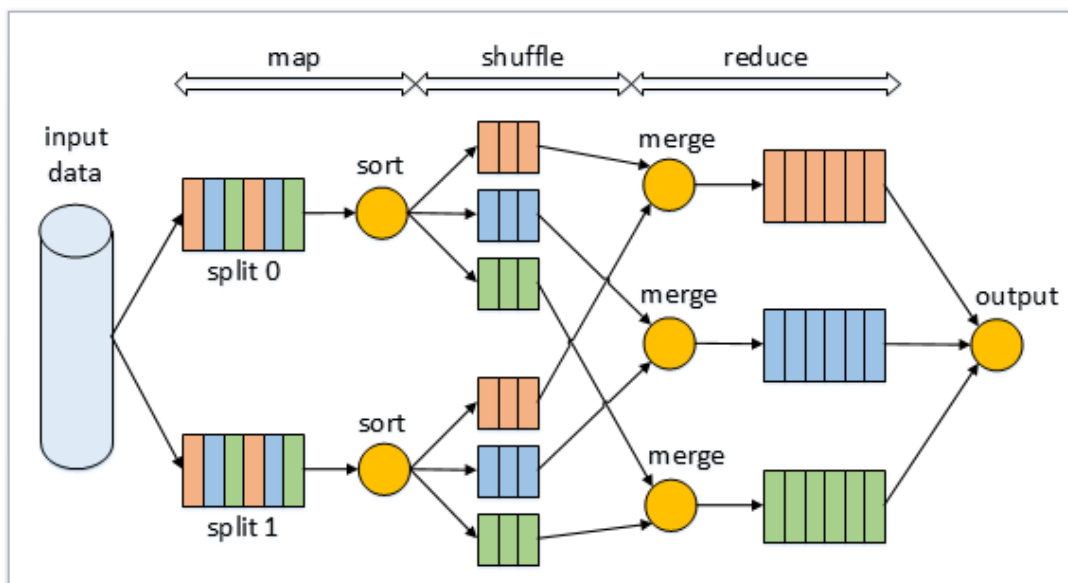 map
shuffle
reduce
input
data
sort
merge
split 0
merge
output
sort
merge
split 1